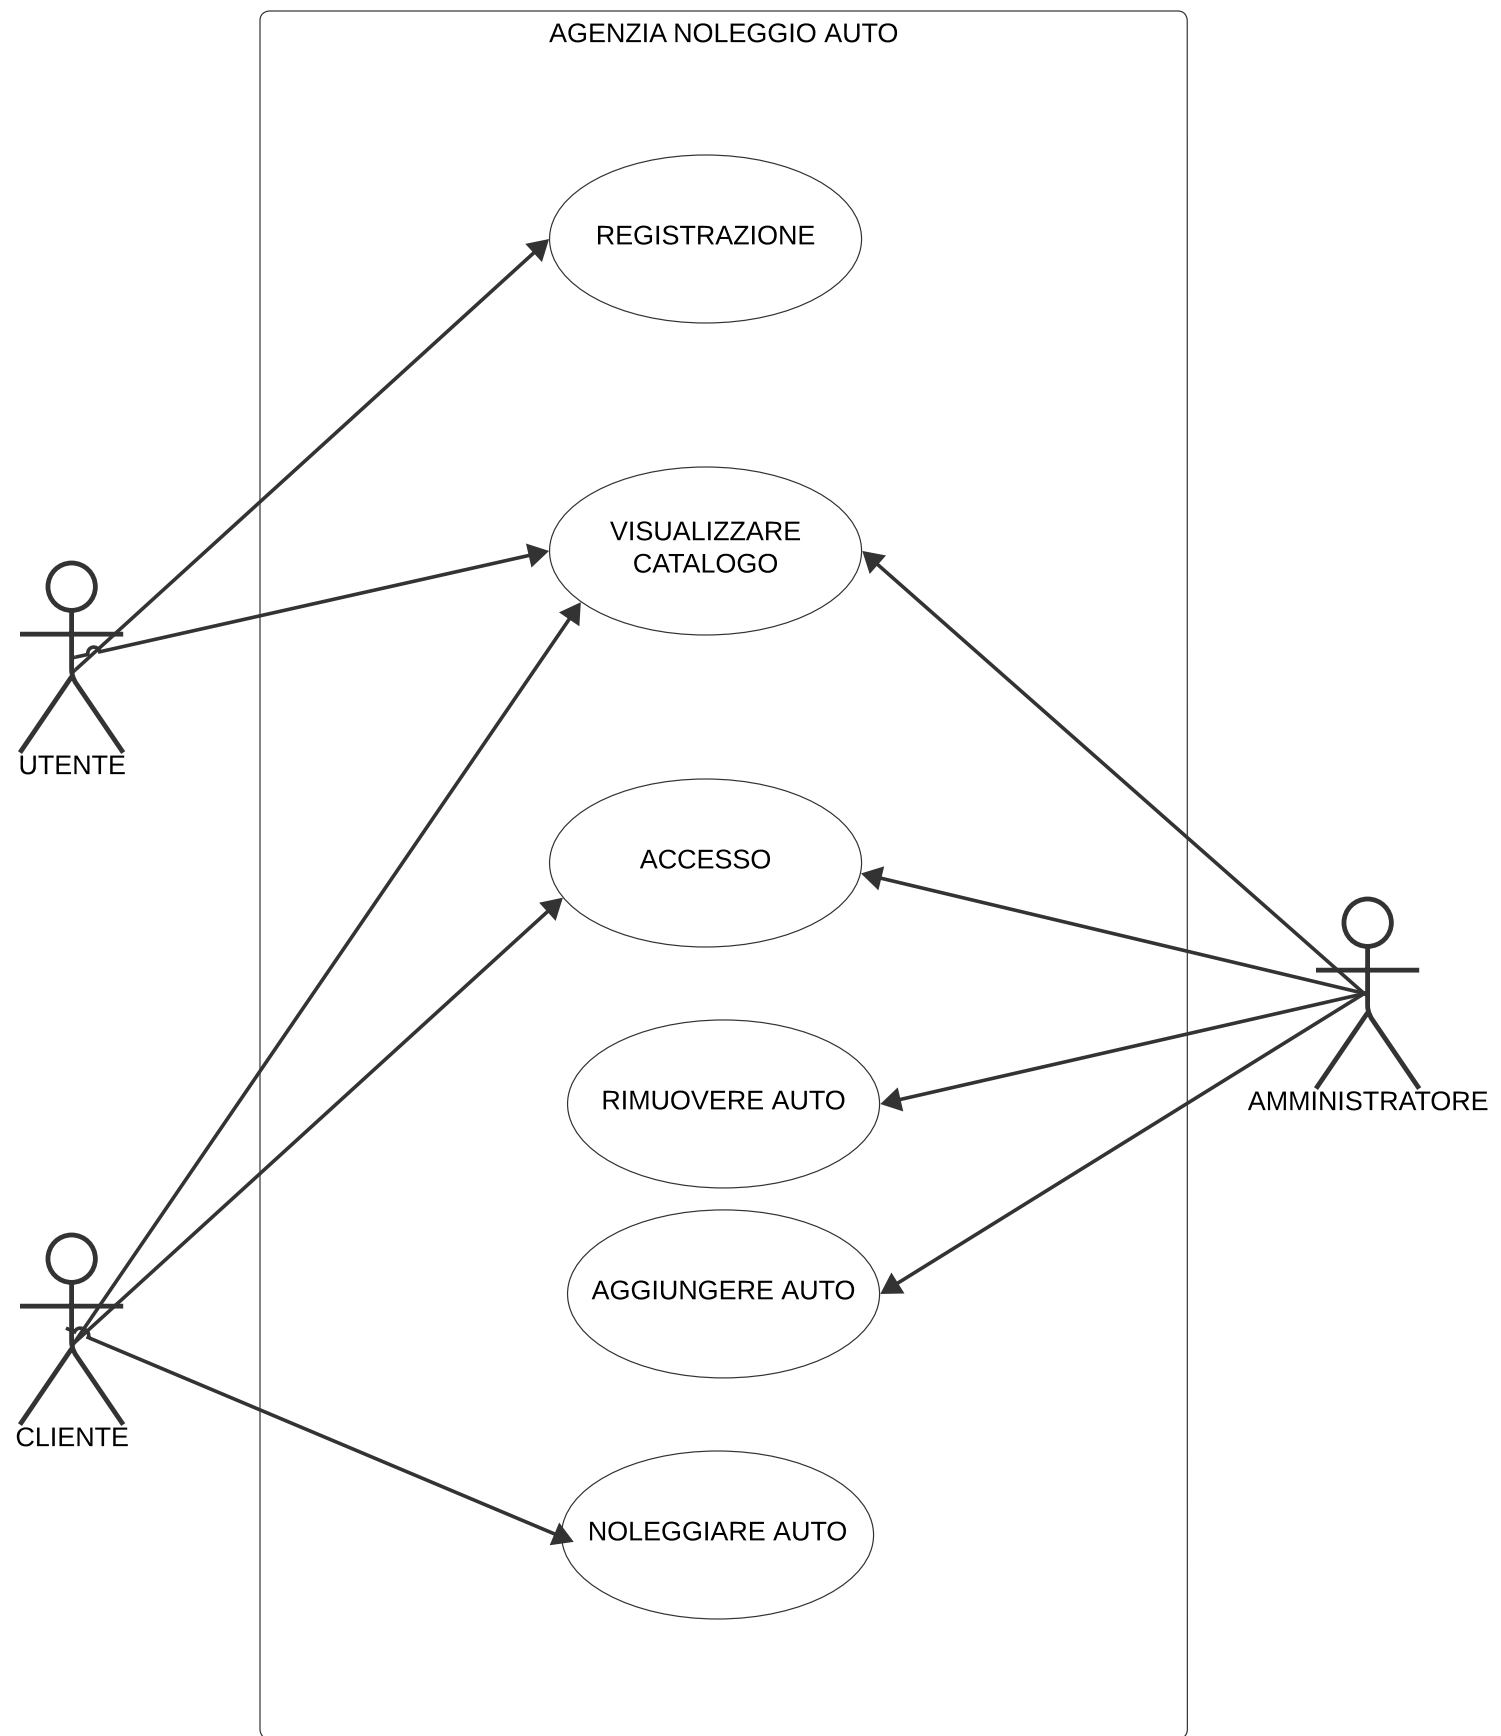 AGENZIA NOLEGGIO AUTO
REGISTRAZIONE
VISUALIZZARE
CATALOGO
UTENTE
ACCESSO
RIMUOVERE AUTO
AMMINISTRATORE
AGGIUNGERE AUTO
CLIENTE
NOLEGGIARE AUTO